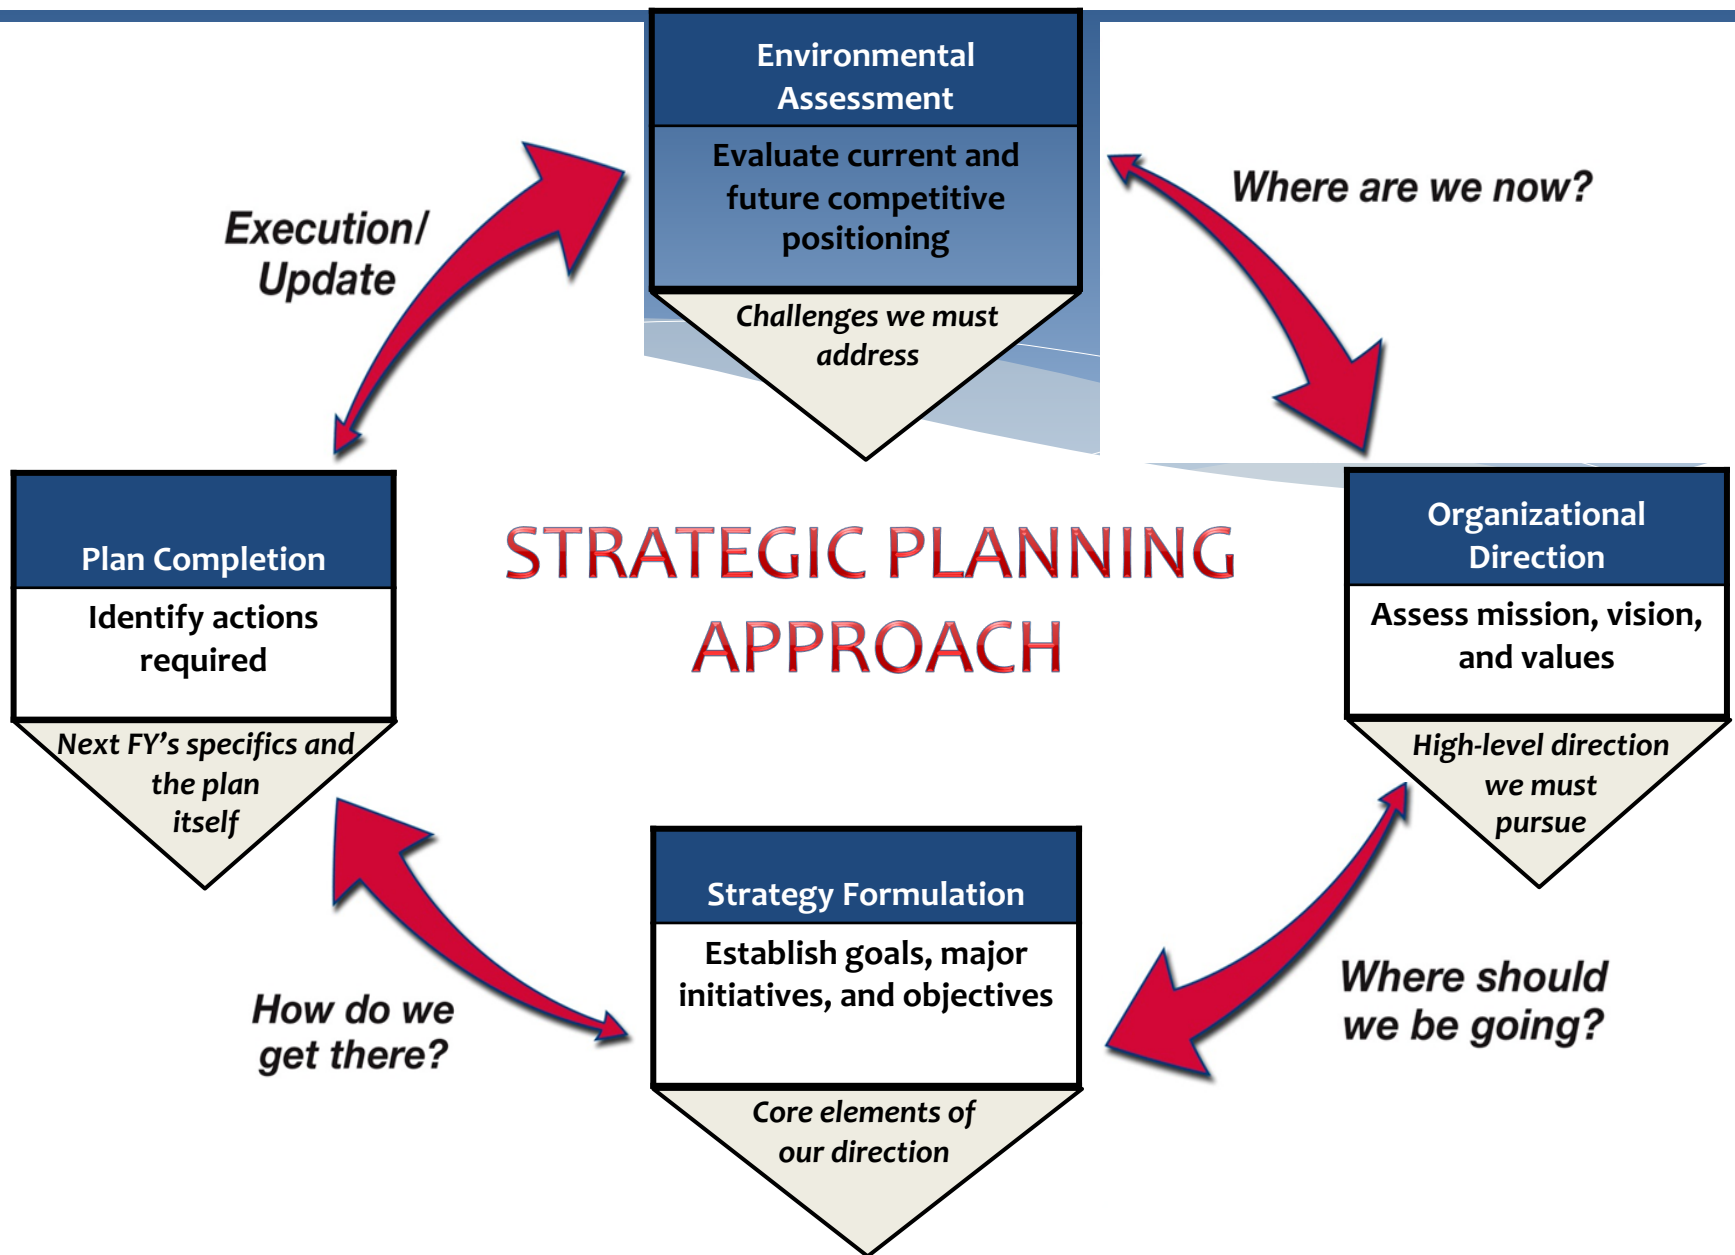 Environmental
Assessment
Evaluate current and
future competitive
positioning
Challenges we must
address
Where are we now?
Organizational
Direction
Assess mission, vision,
and values
High-level direction
we must
pursue
Where should
we be going?
Strategy Formulation
Establish goals, major
initiatives, and objectives
Core elements of
our direction
How do we
get there?
Plan Completion
Identify actions
required
Next FY’s specifics and
the plan
itself
Execution/
Update
STRATEGIC PLANNING
APPROACH